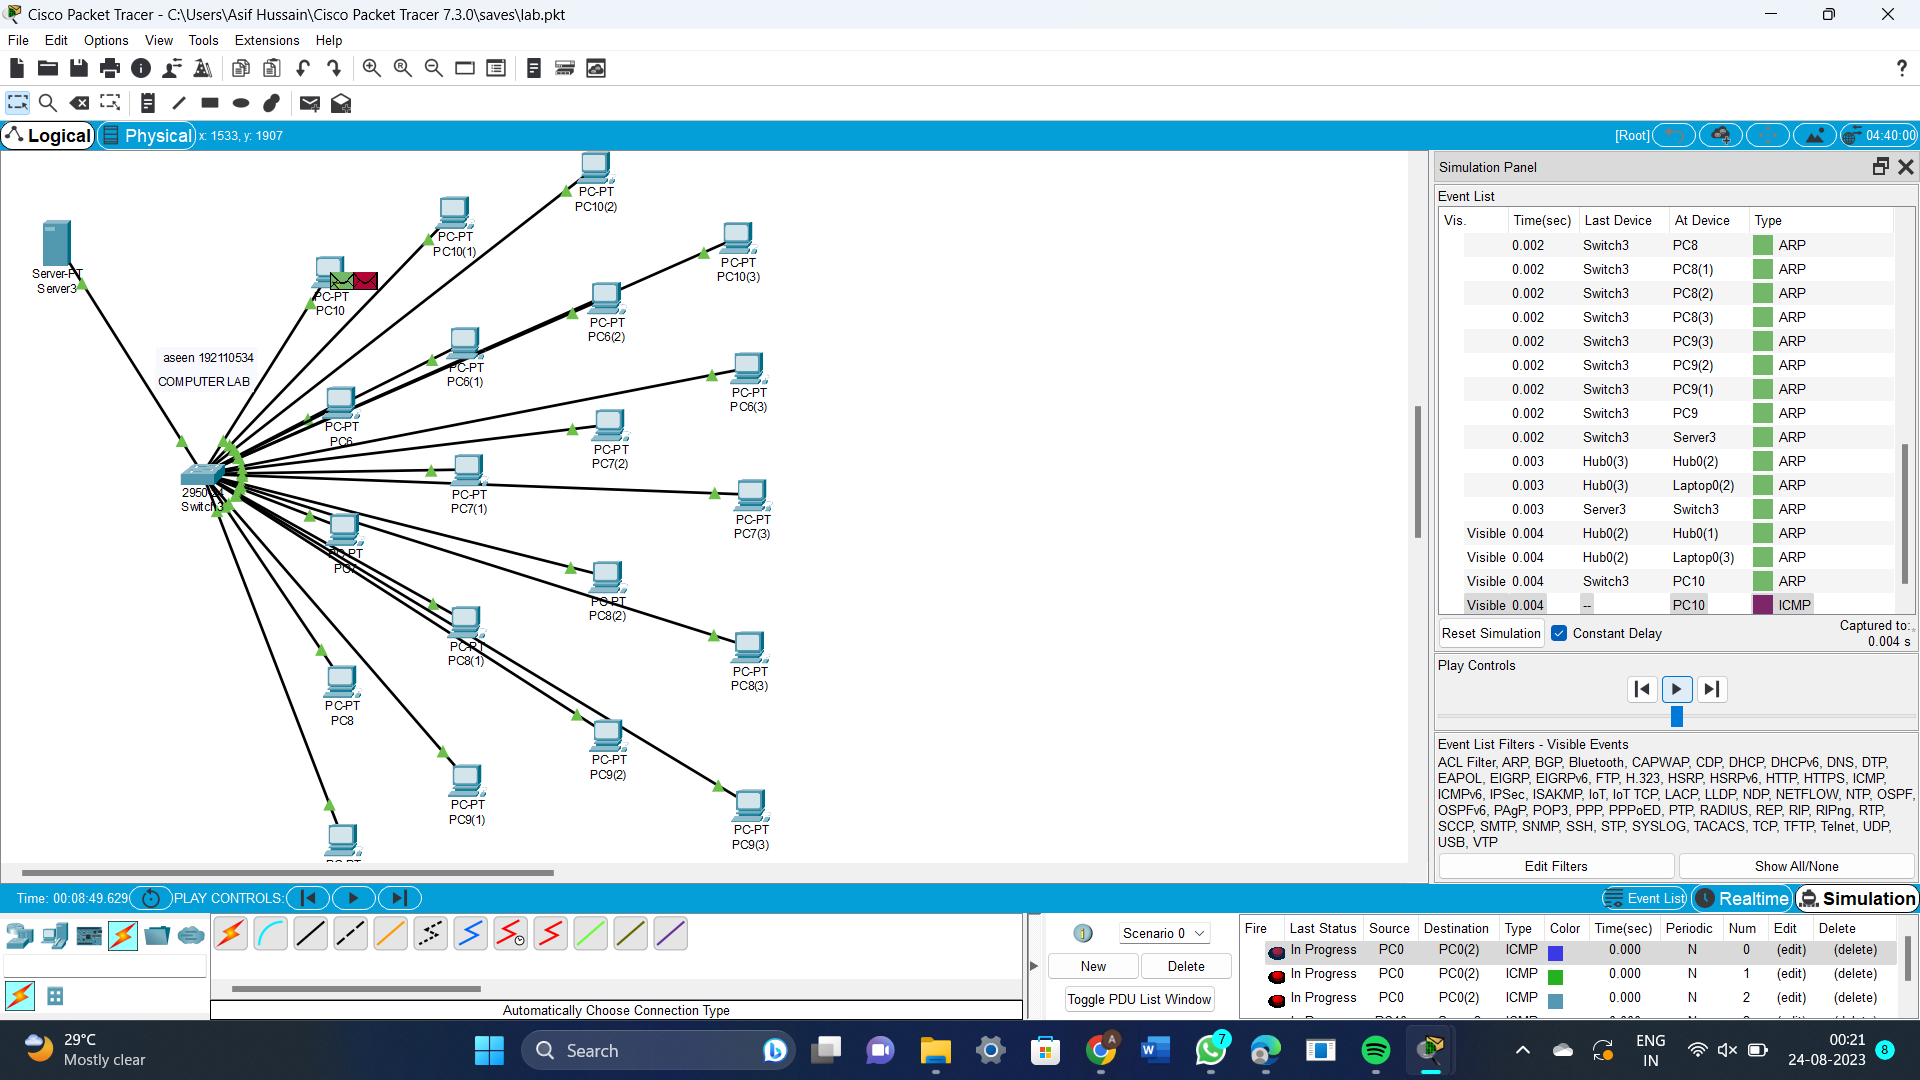 Cisco Packet Tracer - C:\Users\Asif Hussain\Cisco Packet Tracer 7.3.0\saves\lab.pkt
File Edit Options View Tools Extensions Help
?
Logical Physical x: 1533, y: 1907
[Root] 04:40:00
PC-PT
PC10(2)
PC-PT
PC10(1)
PC-PT
PC10(3)
Server-PT
Server3
PC-PT
PC10
PC-PT
PC6(2)
aseen 192110534
COMPUTER LAB
PC-PT
PC6(1)
PC-PT
PC6(3)
PC-PT
PC6
PC-PT
PC7(2)
2950-24
Switch3
PC-PT
PC7(1)
PC-PT
PC7(3)
PC-PT
PC7
PC-PT
PC8(2)
PC-PT
PC8(1)
PC-PT
PC8(3)
PC-PT
PC8
PC-PT
PC9(2)
PC-PT
PC9(1)
PC-PT
PC9(3)
Simulation Panel
Event List
Vis. Time(sec) Last Device At Device Type
0.002 Switch3 PC8 ARP
0.002 Switch3 PC8(1) ARP
0.002 Switch3 PC8(2) ARP
0.002 Switch3 PC8(3) ARP
0.002 Switch3 PC9(3) ARP
0.002 Switch3 PC9(2) ARP
0.002 Switch3 PC9(1) ARP
0.002 Switch3 PC9 ARP
0.002 Switch3 Server3 ARP
0.003 Hub0(3) Hub0(2) ARP
0.003 Hub0(3) Laptop0(2) ARP
0.003 Server3 Switch3 ARP
Visible 0.004 Hub0(2) Hub0(1) ARP
Visible 0.004 Hub0(2) Laptop0(3) ARP
Visible 0.004 Switch3 PC10 ARP
Visible 0.004 -- PC10 ICMP
Reset Simulation Constant Delay Captured to:
0.004 s
Play Controls
Event List Filters - Visible Events
ACL Filter, ARP, BGP, Bluetooth, CAPWAP, CDP, DHCP, DHCPv6, DNS, DTP,
EAPOL, EIGRP, EIGRPv6, FTP, H.323, HSRP, HSRPv6, HTTP, HTTPS, ICMP,
ICMPv6, IPSec, ISAKMP, IoT, IoT TCP, LACP, LLDP, NDP, NETFLOW, NTP, OSPF,
OSPFv6, PAgP, POP3, PPP, PPPoED, PTP, RADIUS, REP, RIP, RIPng, RTP,
SCCP, SMTP, SNMP, SSH, STP, SYSLOG, TACACS, TCP, TFTP, Telnet, UDP,
USB, VTP
Edit Filters Show All/None
Time: 00:08:49.629 PLAY CONTROLS: Event List Realtime Simulation
Automatically Choose Connection Type
Scenario 0
New Delete
Toggle PDU List Window
Fire Last Status Source Destination Type Color Time(sec) Periodic Num Edit Delete
In Progress PC0 PC0(2) ICMP 0.000 N 0 (edit) (delete)
In Progress PC0 PC0(2) ICMP 0.000 N 1 (edit) (delete)
In Progress PC0 PC0(2) ICMP 0.000 N 2 (edit) (delete)
29°C
Mostly clear
Search
A
7
ENG
IN
00:21
24-08-2023
8